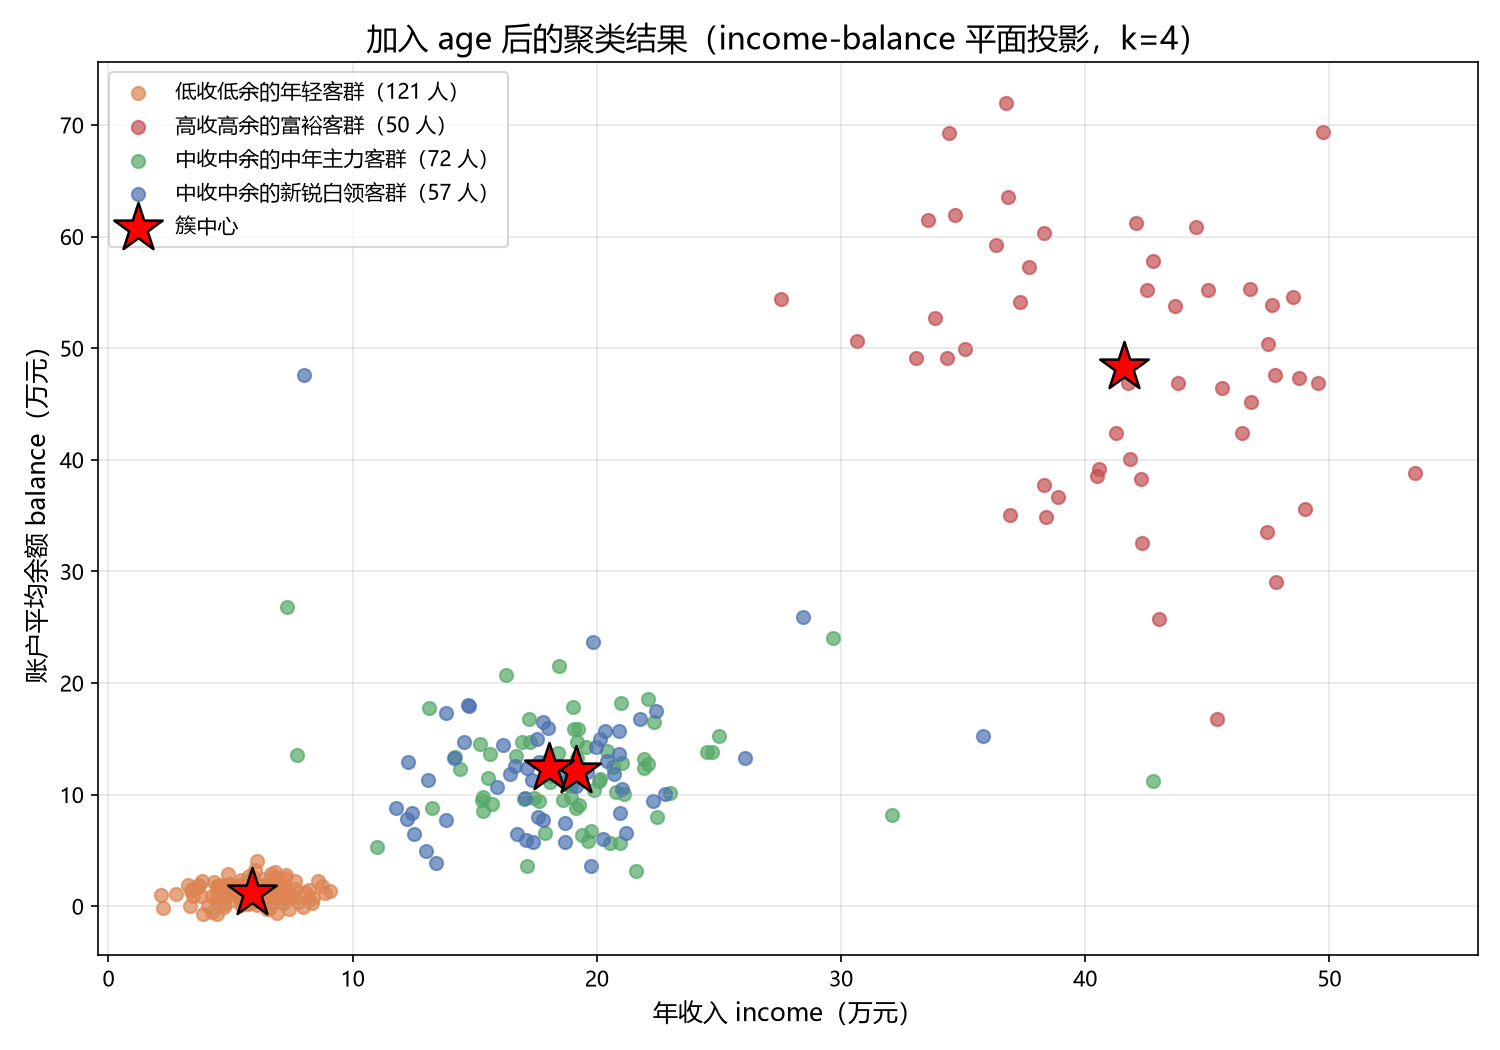 加入 age 后的聚类结果（income-balance 平面投影，k=4）
低收低余的年轻客群（121 人）
高收高余的富裕客群（50 人）
中收中余的中年主力客群（72 人）
中收中余的新锐白领客群（57 人）
簇中心
账户平均余额 balance（万元）
70
60
50
40
30
20
10
0
0 10 20 30 40 50
年收入 income（万元）